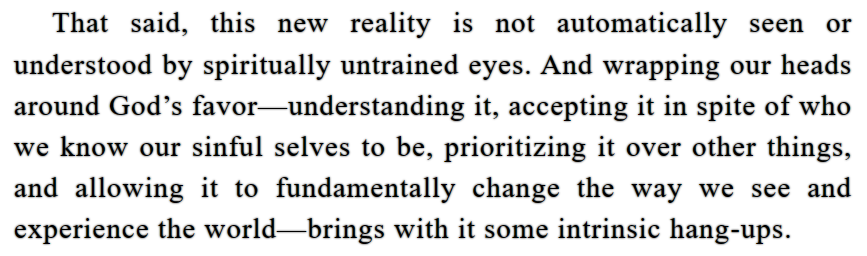 That said, this new reality is not automatically seen or
understood by spiritually untrained eyes. And wrapping our heads
around God’s favor—understanding it, accepting it in spite of who
we know our sinful selves to be, prioritizing it over other things,
and allowing it to fundamentally change the way we see and
experience the world—brings with it some intrinsic hang-ups.